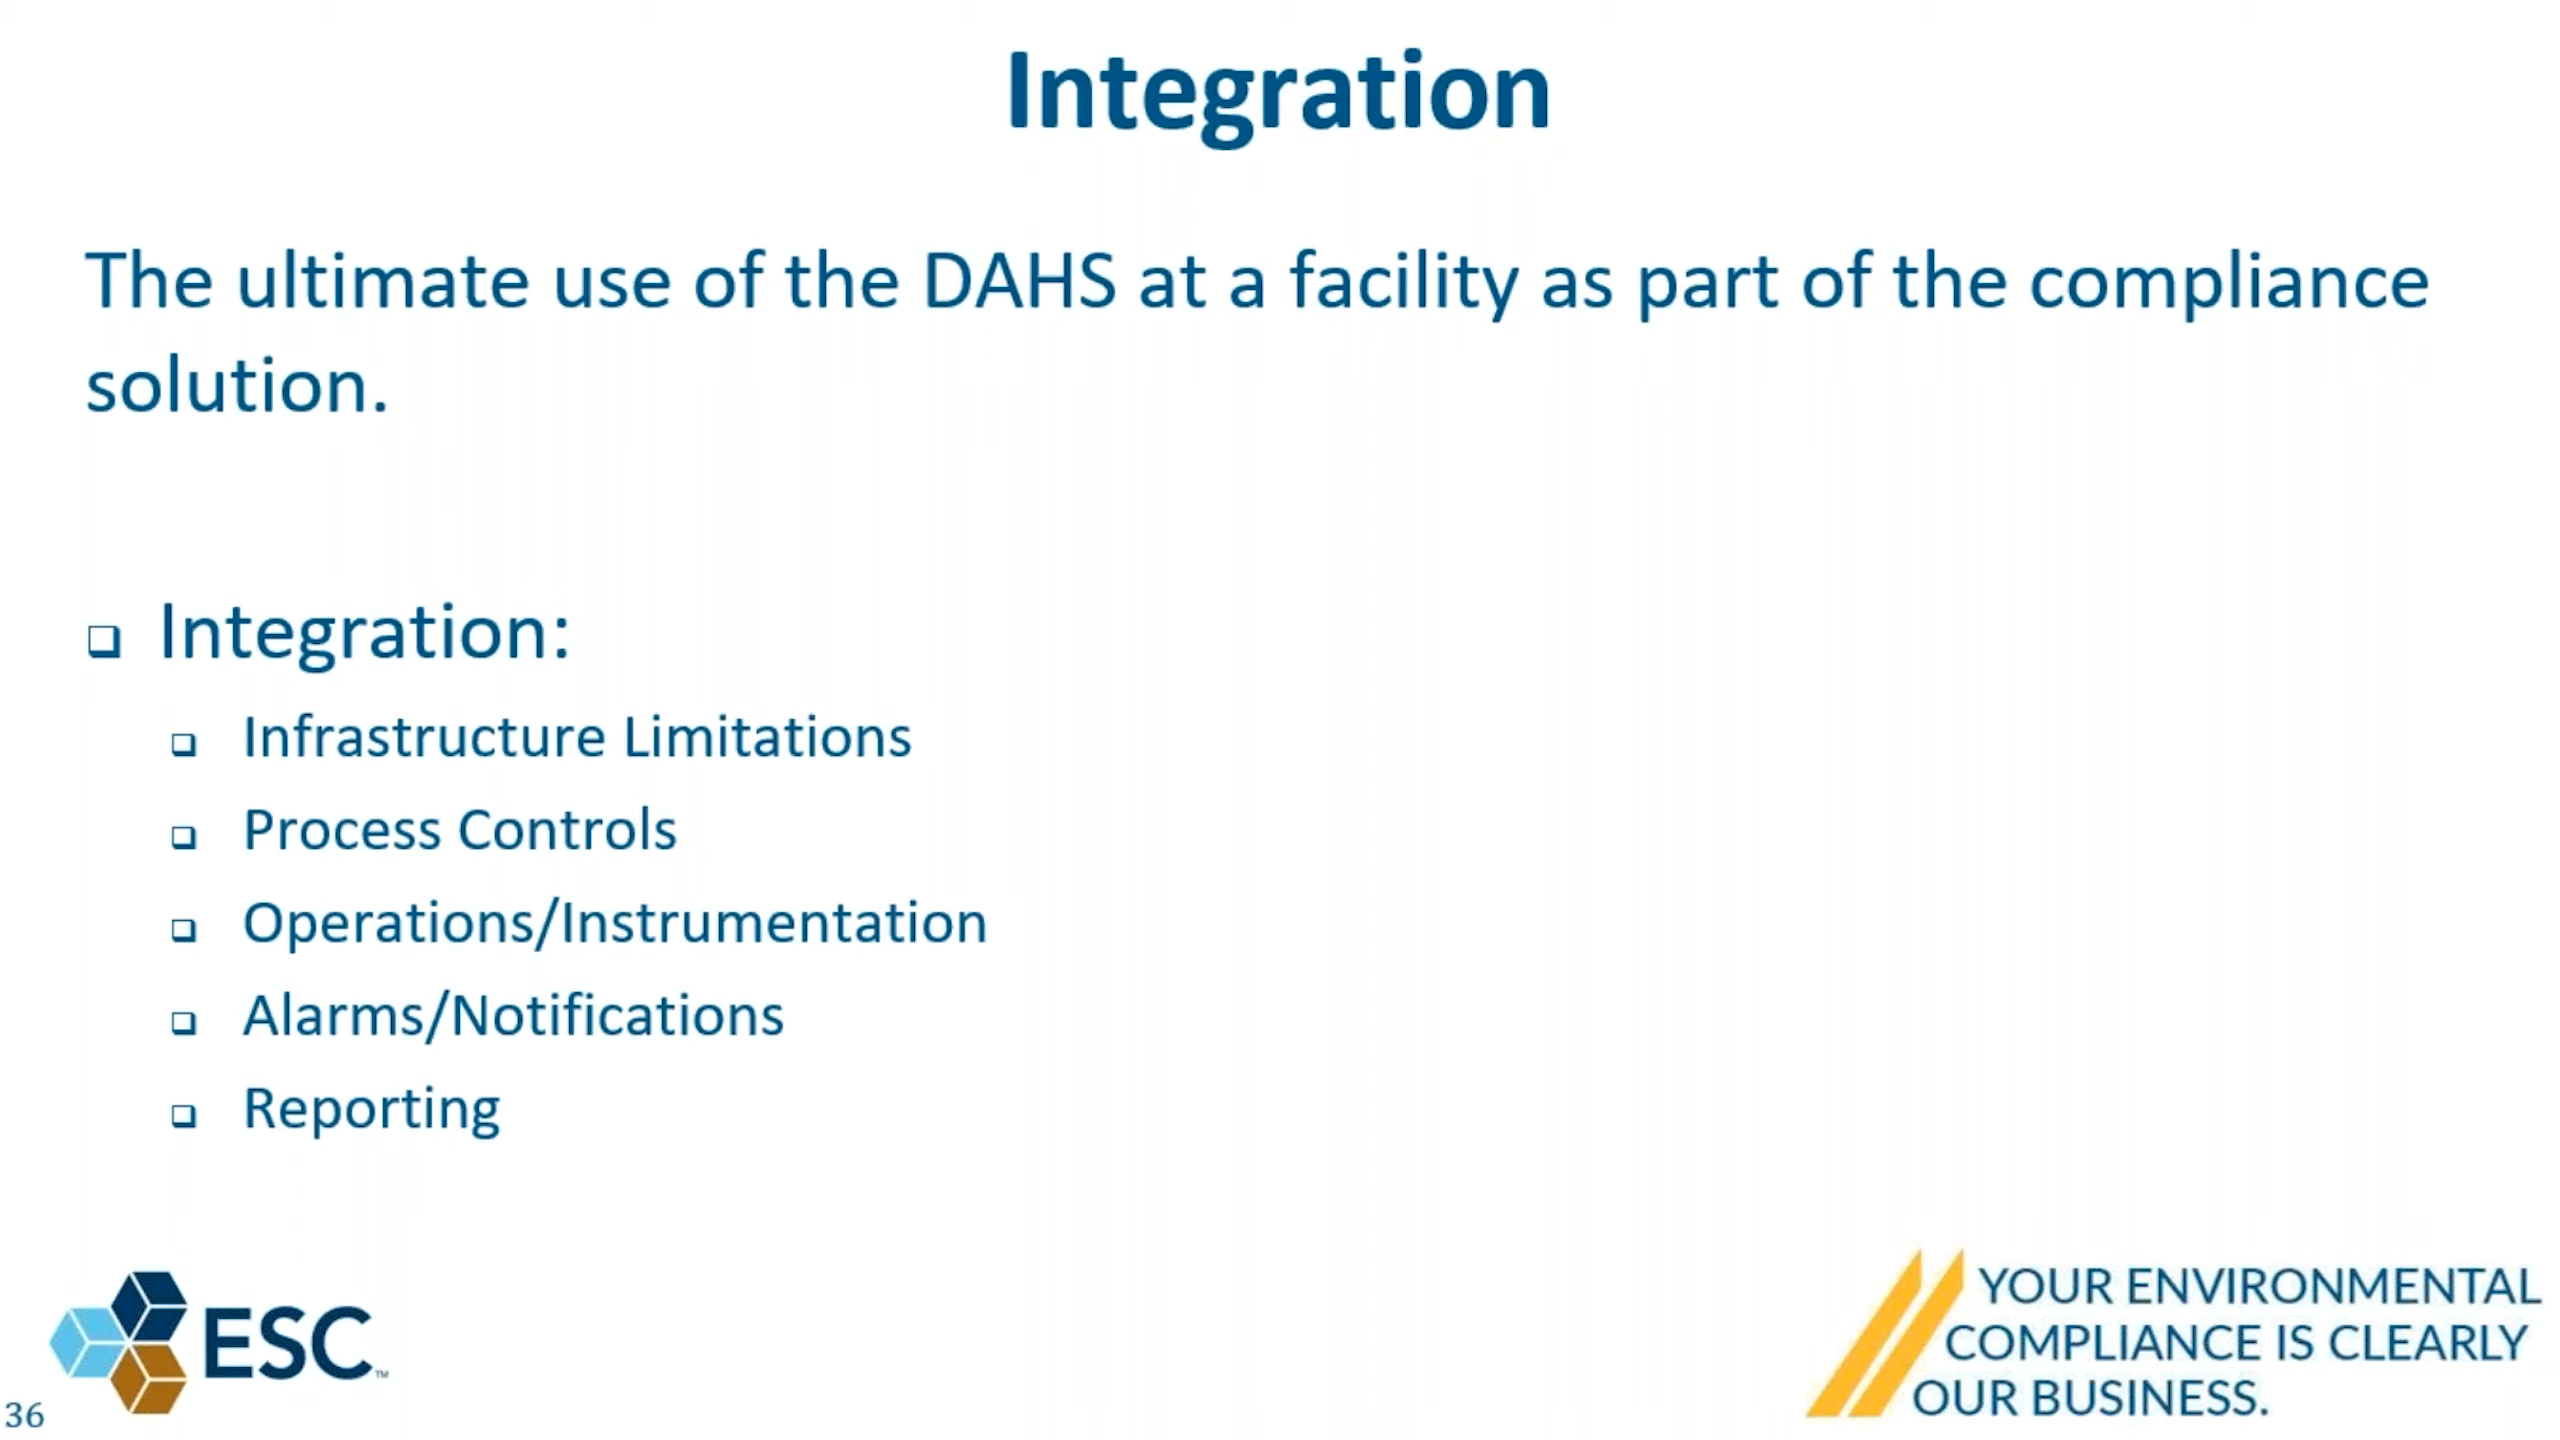 Integration
The ultimate use of the DAHS at a facility as part of the compliance
solution.
❑ Integration:
❑ Infrastructure Limitations
❑ Process Controls
❑ Operations/Instrumentation
❑ Alarms/Notifications
❑ Reporting
ESC™
36
YOUR ENVIRONMENTAL
COMPLIANCE IS CLEARLY
OUR BUSINESS.